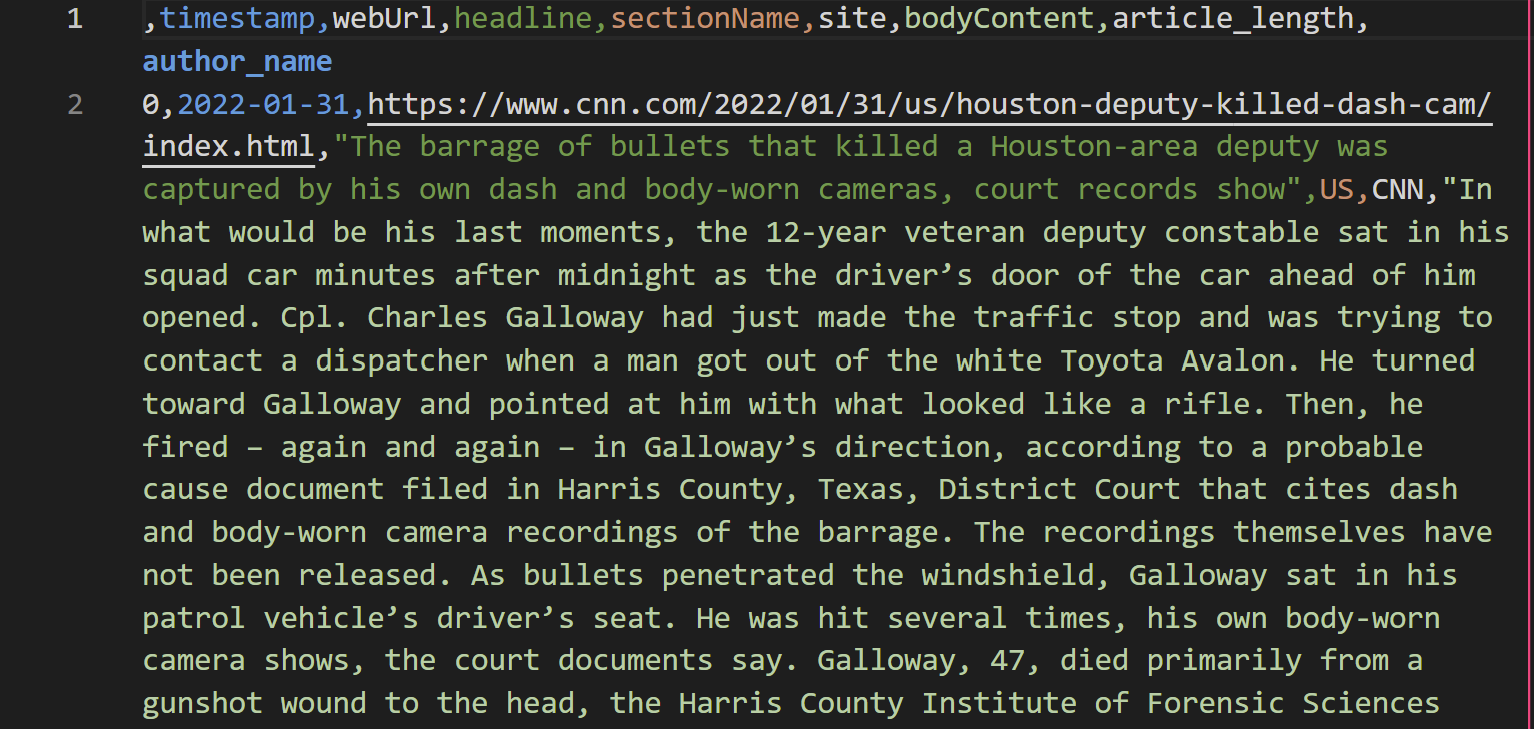 1 ,timestamp,webUrl,headline,sectionName,site,bodyContent,article_length,
author_name
2 0,2022-01-31,https://www.cnn.com/2022/01/31/us/houston-deputy-killed-dash-cam/
index.html,"The barrage of bullets that killed a Houston-area deputy was
captured by his own dash and body-worn cameras, court records show",US,CNN,"In
what would be his last moments, the 12-year veteran deputy constable sat in his
squad car minutes after midnight as the driver’s door of the car ahead of him
opened. Cpl. Charles Galloway had just made the traffic stop and was trying to
contact a dispatcher when a man got out of the white Toyota Avalon. He turned
toward Galloway and pointed at him with what looked like a rifle. Then, he
fired – again and again – in Galloway’s direction, according to a probable
cause document filed in Harris County, Texas, District Court that cites dash
and body-worn camera recordings of the barrage. The recordings themselves have
not been released. As bullets penetrated the windshield, Galloway sat in his
patrol vehicle’s driver’s seat. He was hit several times, his own body-worn
camera shows, the court documents say. Galloway, 47, died primarily from a
gunshot wound to the head, the Harris County Institute of Forensic Sciences